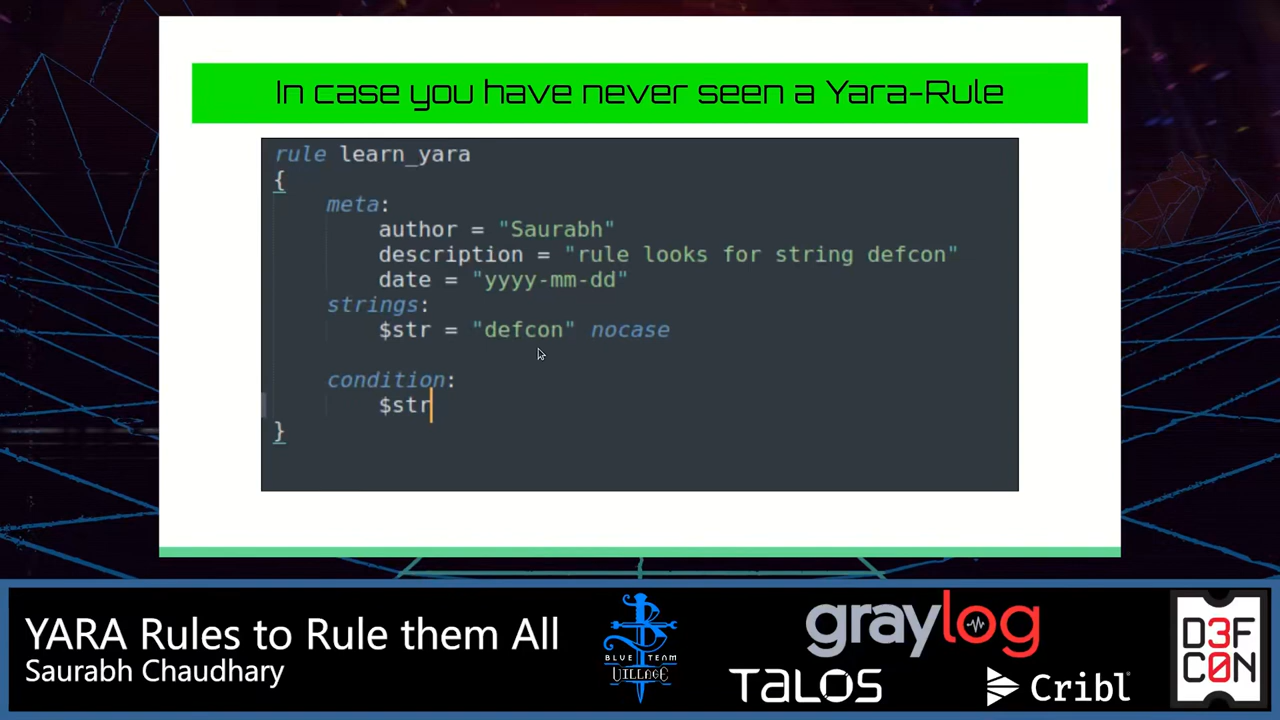 In case you have never seen a Yara-Rule
rule learn_yara
{
meta:
author = "Saurabh"
description = "rule looks for string defcon"
date = "yyyy-mm-dd"
strings:
$str = "defcon" nocase
condition:
$str
}
YARA Rules to Rule them All
Saurabh Chaudhary
BLUE TEAM
VILLAGE
graylog
TALOS
Cribl
D3F
C0N